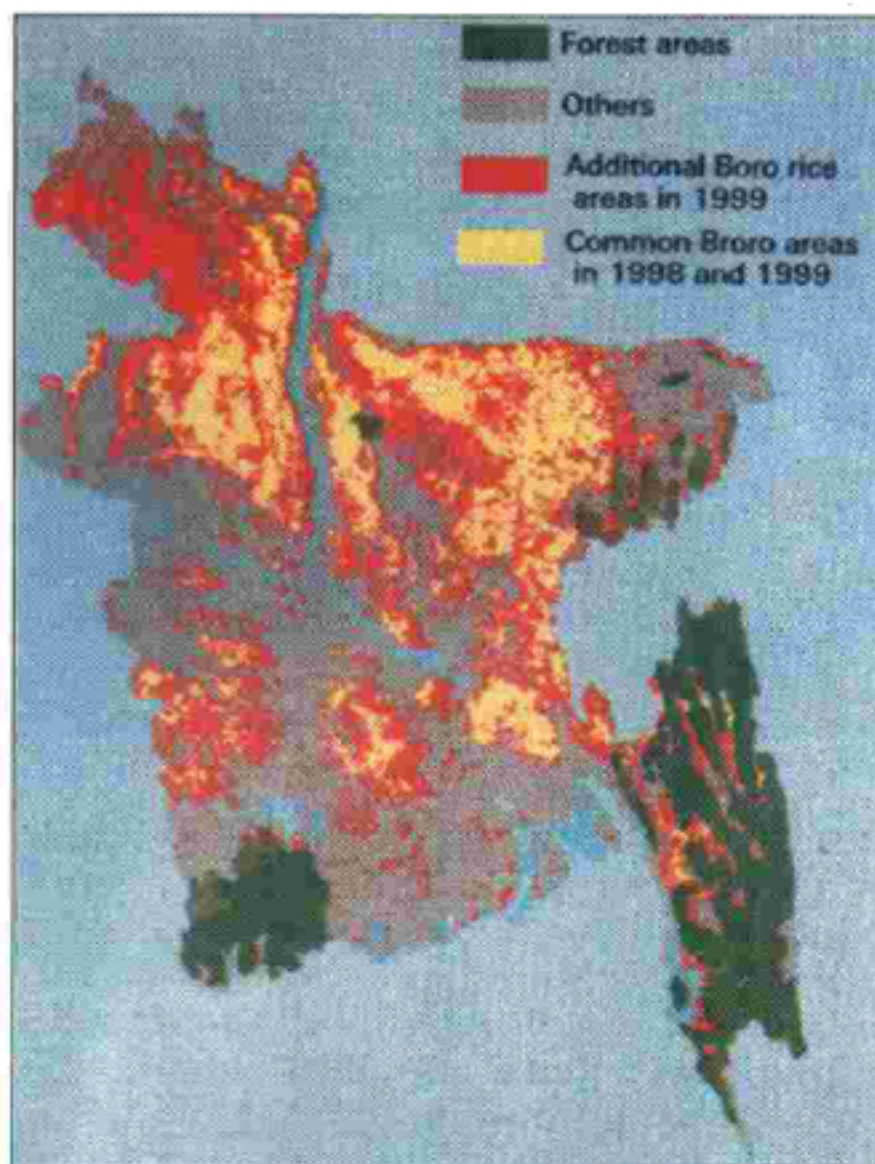 Forest areas
Others
Additional Boro rice
areas in 1999
Common Broro areas
in 1998 and 1999